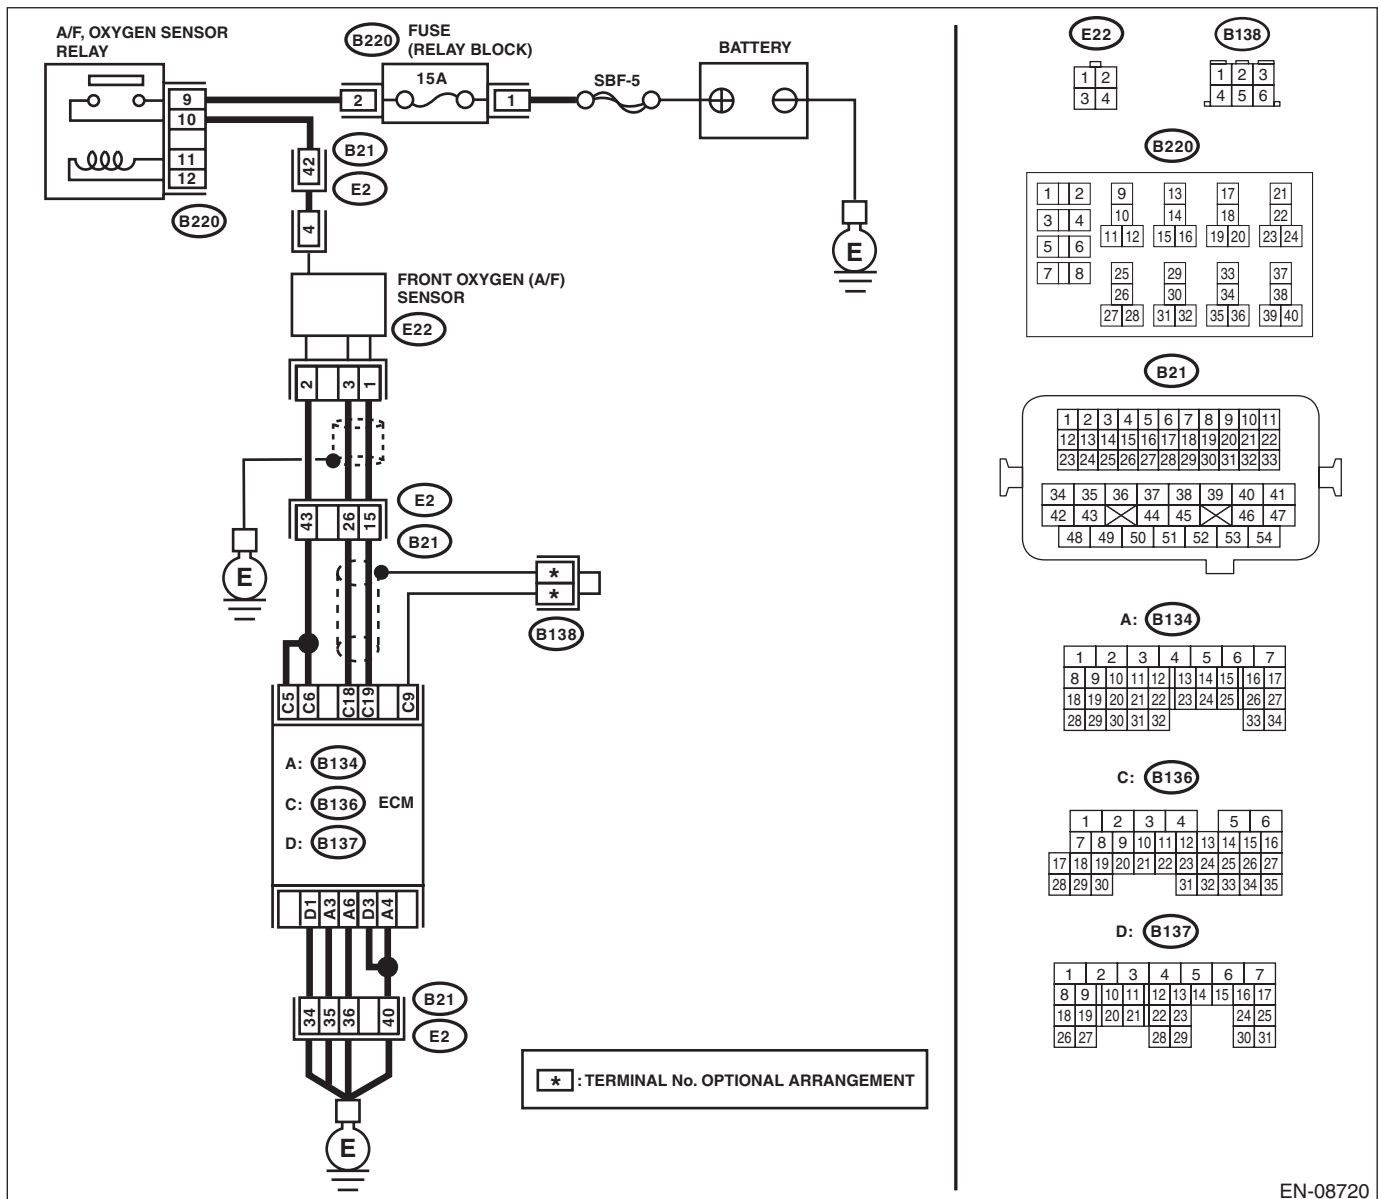 A/F, OXYGEN SENSOR
RELAY
9
10
11
12
B220
B220
FUSE
(RELAY BLOCK)
15A
2
1
SBF-5
BATTERY
E
42
B21
E2
4
FRONT OXYGEN (A/F)
SENSOR
E22
2 3 1
E2
43 26 15
B21
E
*
*
B138
C5 C6 C18 C19 C9
A: B134
C: B136 ECM
D: B137
D1 A3 A6 D3 A4
B21
34 35 36 40
E2
E
* : TERMINAL No. OPTIONAL ARRANGEMENT
E22
1 2
3 4
B138
1 2 3
4 5 6
B220
1 2 9 13 17 21
3 4 10 14 18 22
11 12 15 16 19 20 23 24
5 6
7 8 25 29 33 37
26 30 34 38
27 28 31 32 35 36 39 40
B21
1 2 3 4 5 6 7 8 9 10 11
12 13 14 15 16 17 18 19 20 21 22
23 24 25 26 27 28 29 30 31 32 33
34 35 36 37 38 39 40 41
42 43 44 45 46 47
48 49 50 51 52 53 54
A: B134
1 2 3 4 5 6 7
8 9 10 11 12 13 14 15 16 17
18 19 20 21 22 23 24 25 26 27
28 29 30 31 32 33 34
C: B136
1 2 3 4 5 6
7 8 9 10 11 12 13 14 15 16
17 18 19 20 21 22 23 24 25 26 27
28 29 30 31 32 33 34 35
D: B137
1 2 3 4 5 6 7
8 9 10 11 12 13 14 15 16 17
18 19 20 21 22 23 24 25
26 27 28 29 30 31
EN-08720